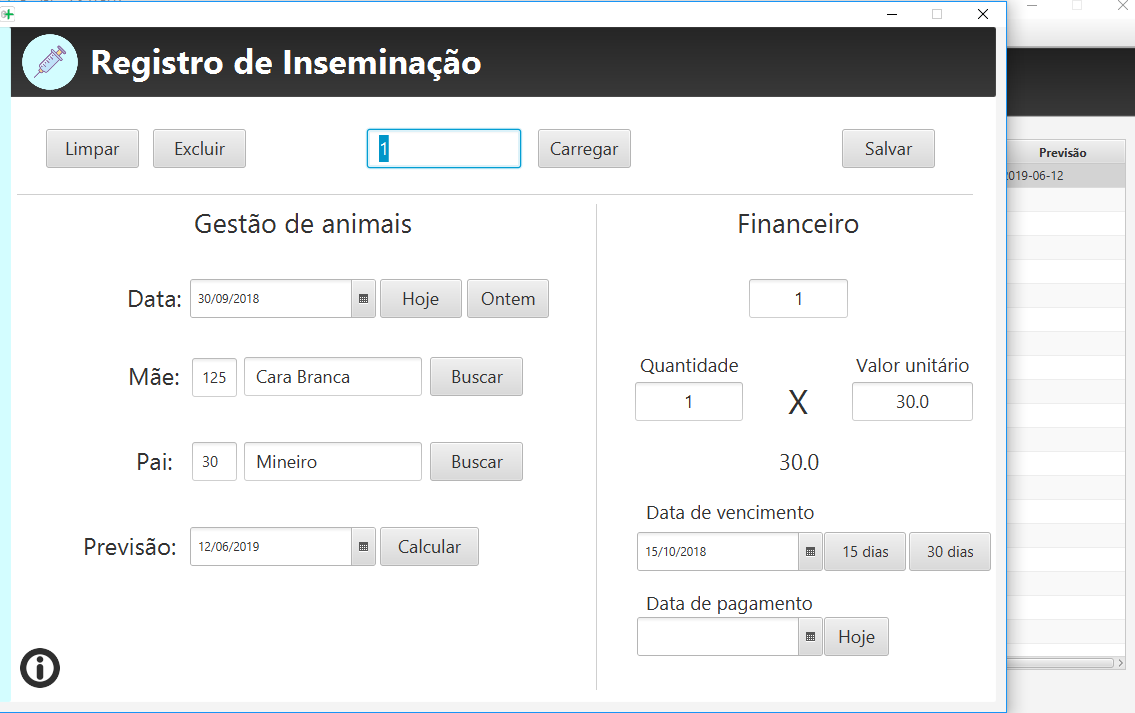 Registro de Inseminação
Limpar
Excluir
1
Carregar
Salvar
Gestão de animais
Data:
30/09/2018
Hoje
Ontem
Mãe:
125
Cara Branca
Buscar
Pai:
30
Mineiro
Buscar
Previsão:
12/06/2019
Calcular
Financeiro
1
Quantidade
Valor unitário
1
X
30.0
30.0
Data de vencimento
15/10/2018
15 dias
30 dias
Data de pagamento
Hoje
Previsão
019-06-12